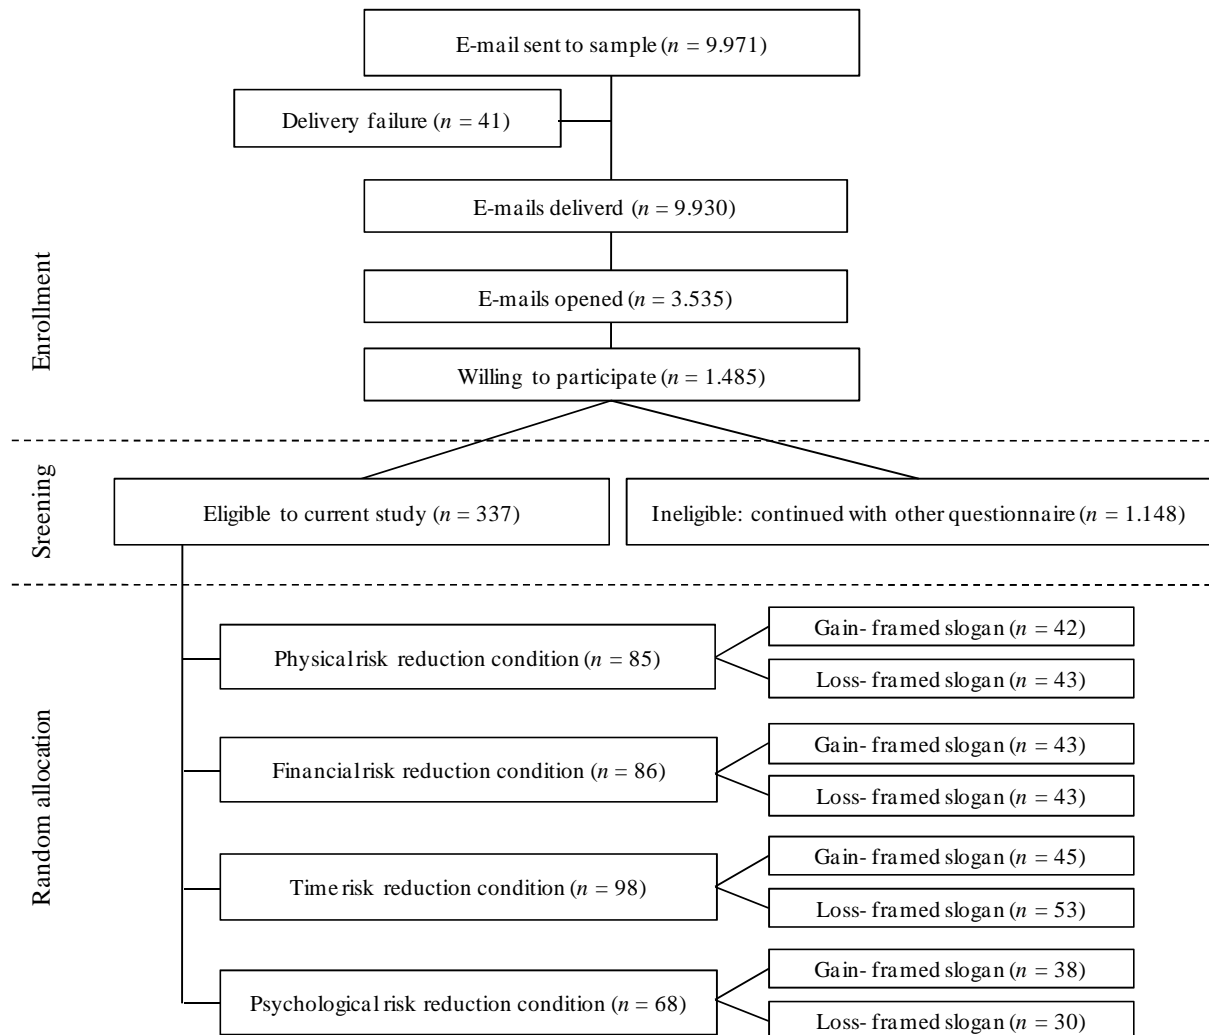 E-mail sent to sample (n = 9.971)
Delivery failure (n = 41)
E-mails deliverd (n = 9.930)
E-mails opened (n = 3.535)
Willing to participate (n = 1.485)
Enrollment
Sreening
Eligible to current study (n = 337)
Ineligible: continued with other questionnaire (n = 1.148)
Random allocation
Physical risk reduction condition (n = 85)
Gain- framed slogan (n = 42)
Loss- framed slogan (n = 43)
Financial risk reduction condition (n = 86)
Gain- framed slogan (n = 43)
Loss- framed slogan (n = 43)
Time risk reduction condition (n = 98)
Gain- framed slogan (n = 45)
Loss- framed slogan (n = 53)
Psychological risk reduction condition (n = 68)
Gain- framed slogan (n = 38)
Loss- framed slogan (n = 30)